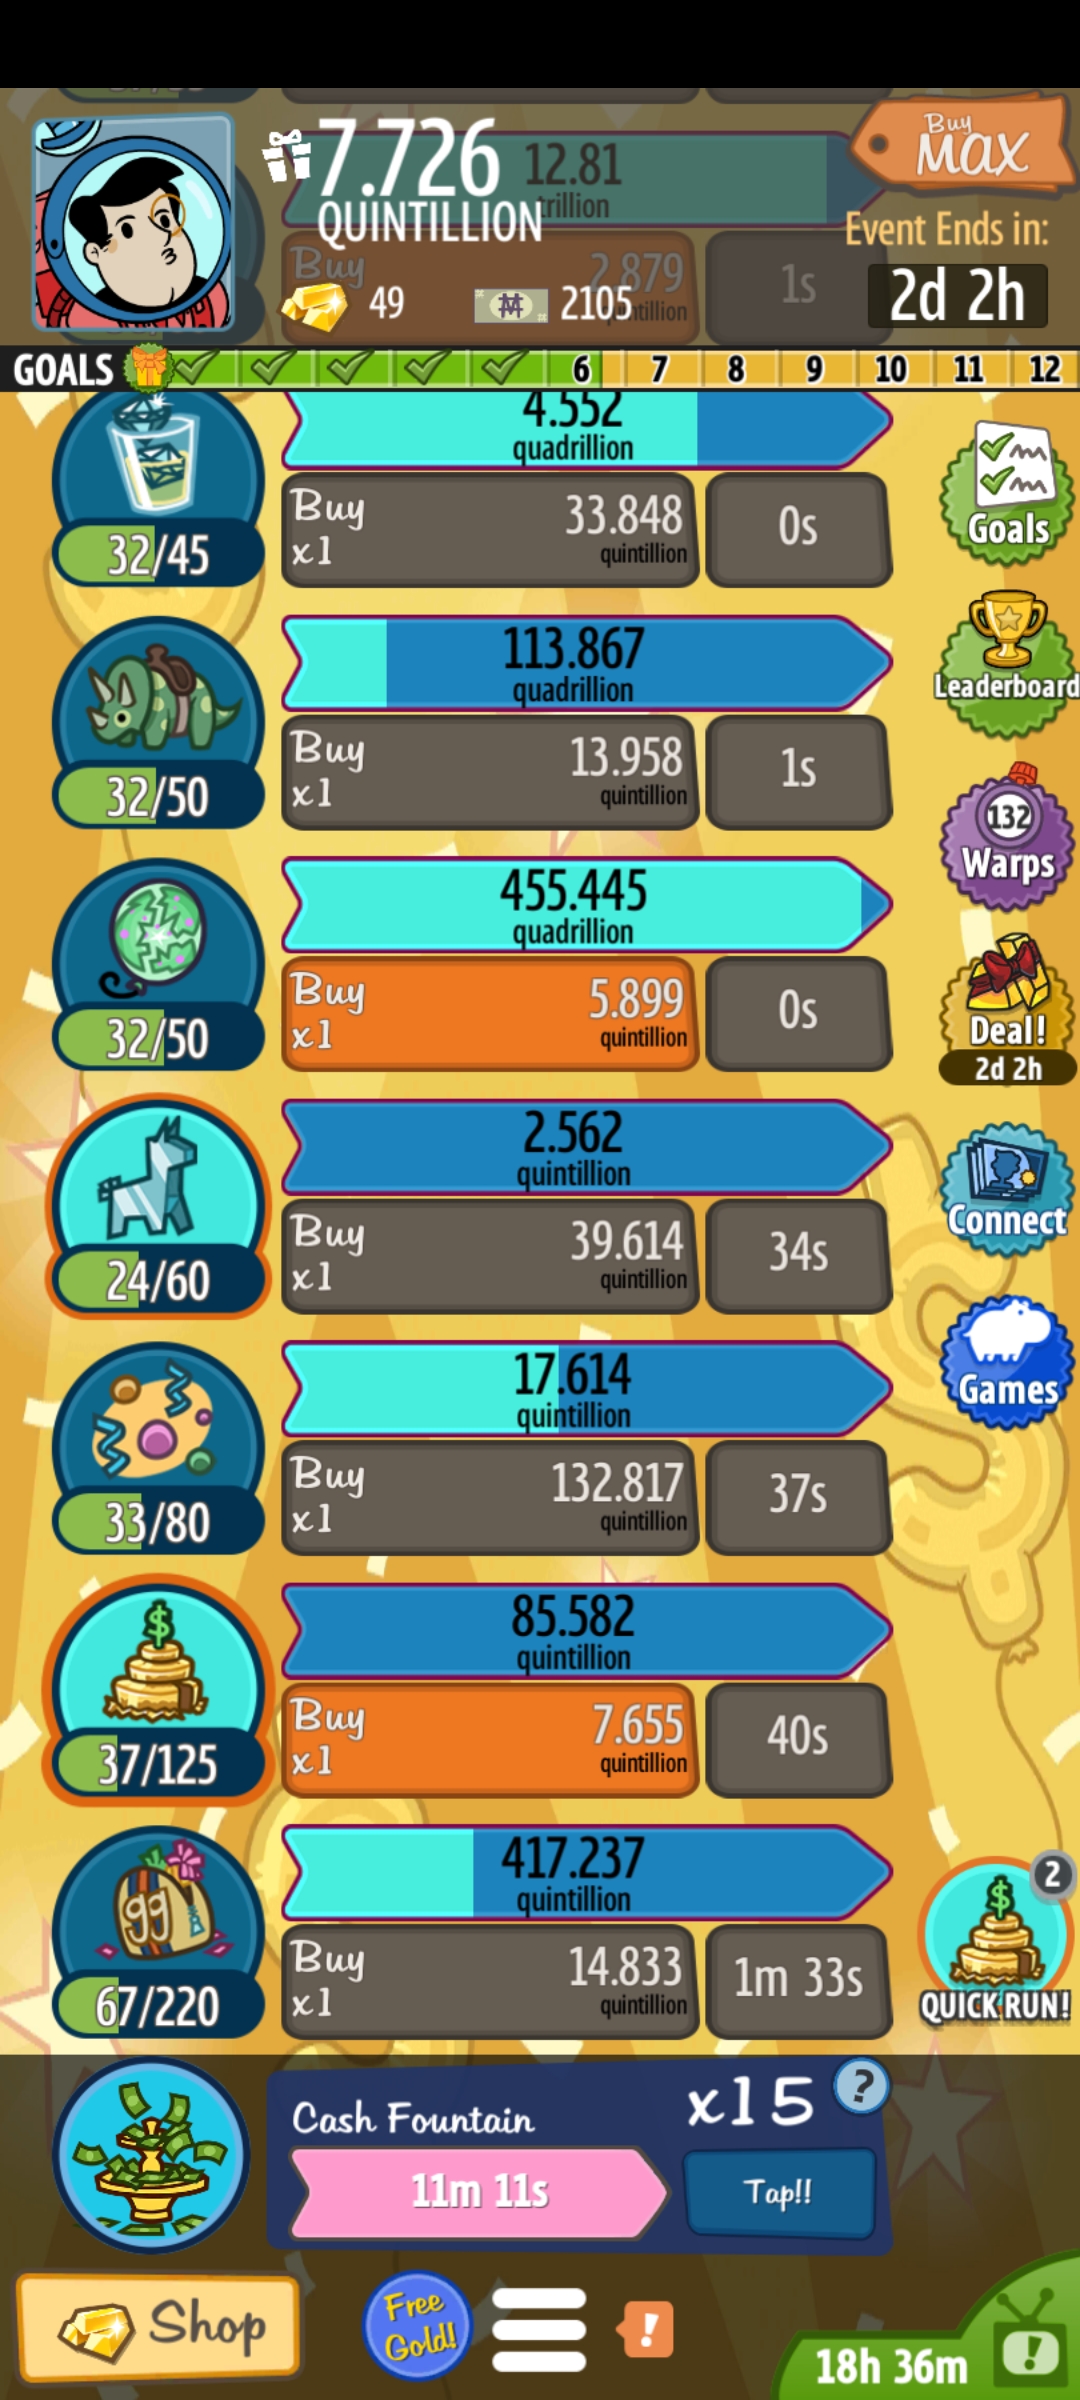 7.726
QUINTILLION
12.81
trillion
Buy
MAX
Event Ends in:
2d 2h
Buy
2.879
1s
49
2105
GOALS
6 7 8 9 10 11 12
4.552
quadrillion
32/45
Buy
x1
33.848
quintillion
0s
Goals
113.867
quadrillion
32/50
Buy
x1
13.958
quintillion
1s
Leaderboard
132
Warps
455.445
quadrillion
32/50
Buy
x1
5.899
quintillion
0s
Deal!
2d 2h
2.562
quintillion
24/60
Buy
x1
39.614
quintillion
34s
Connect
17.614
quintillion
33/80
Buy
x1
132.817
quintillion
37s
Games
$
85.582
quintillion
37/125
Buy
x1
7.655
quintillion
40s
gg
417.237
quintillion
67/220
Buy
x1
14.833
quintillion
1m 33s
2
$
QUICK RUN!
Cash Fountain
x15
?
11m 11s
Tap!!
Shop
Free
Gold!
!
18h 36m
!